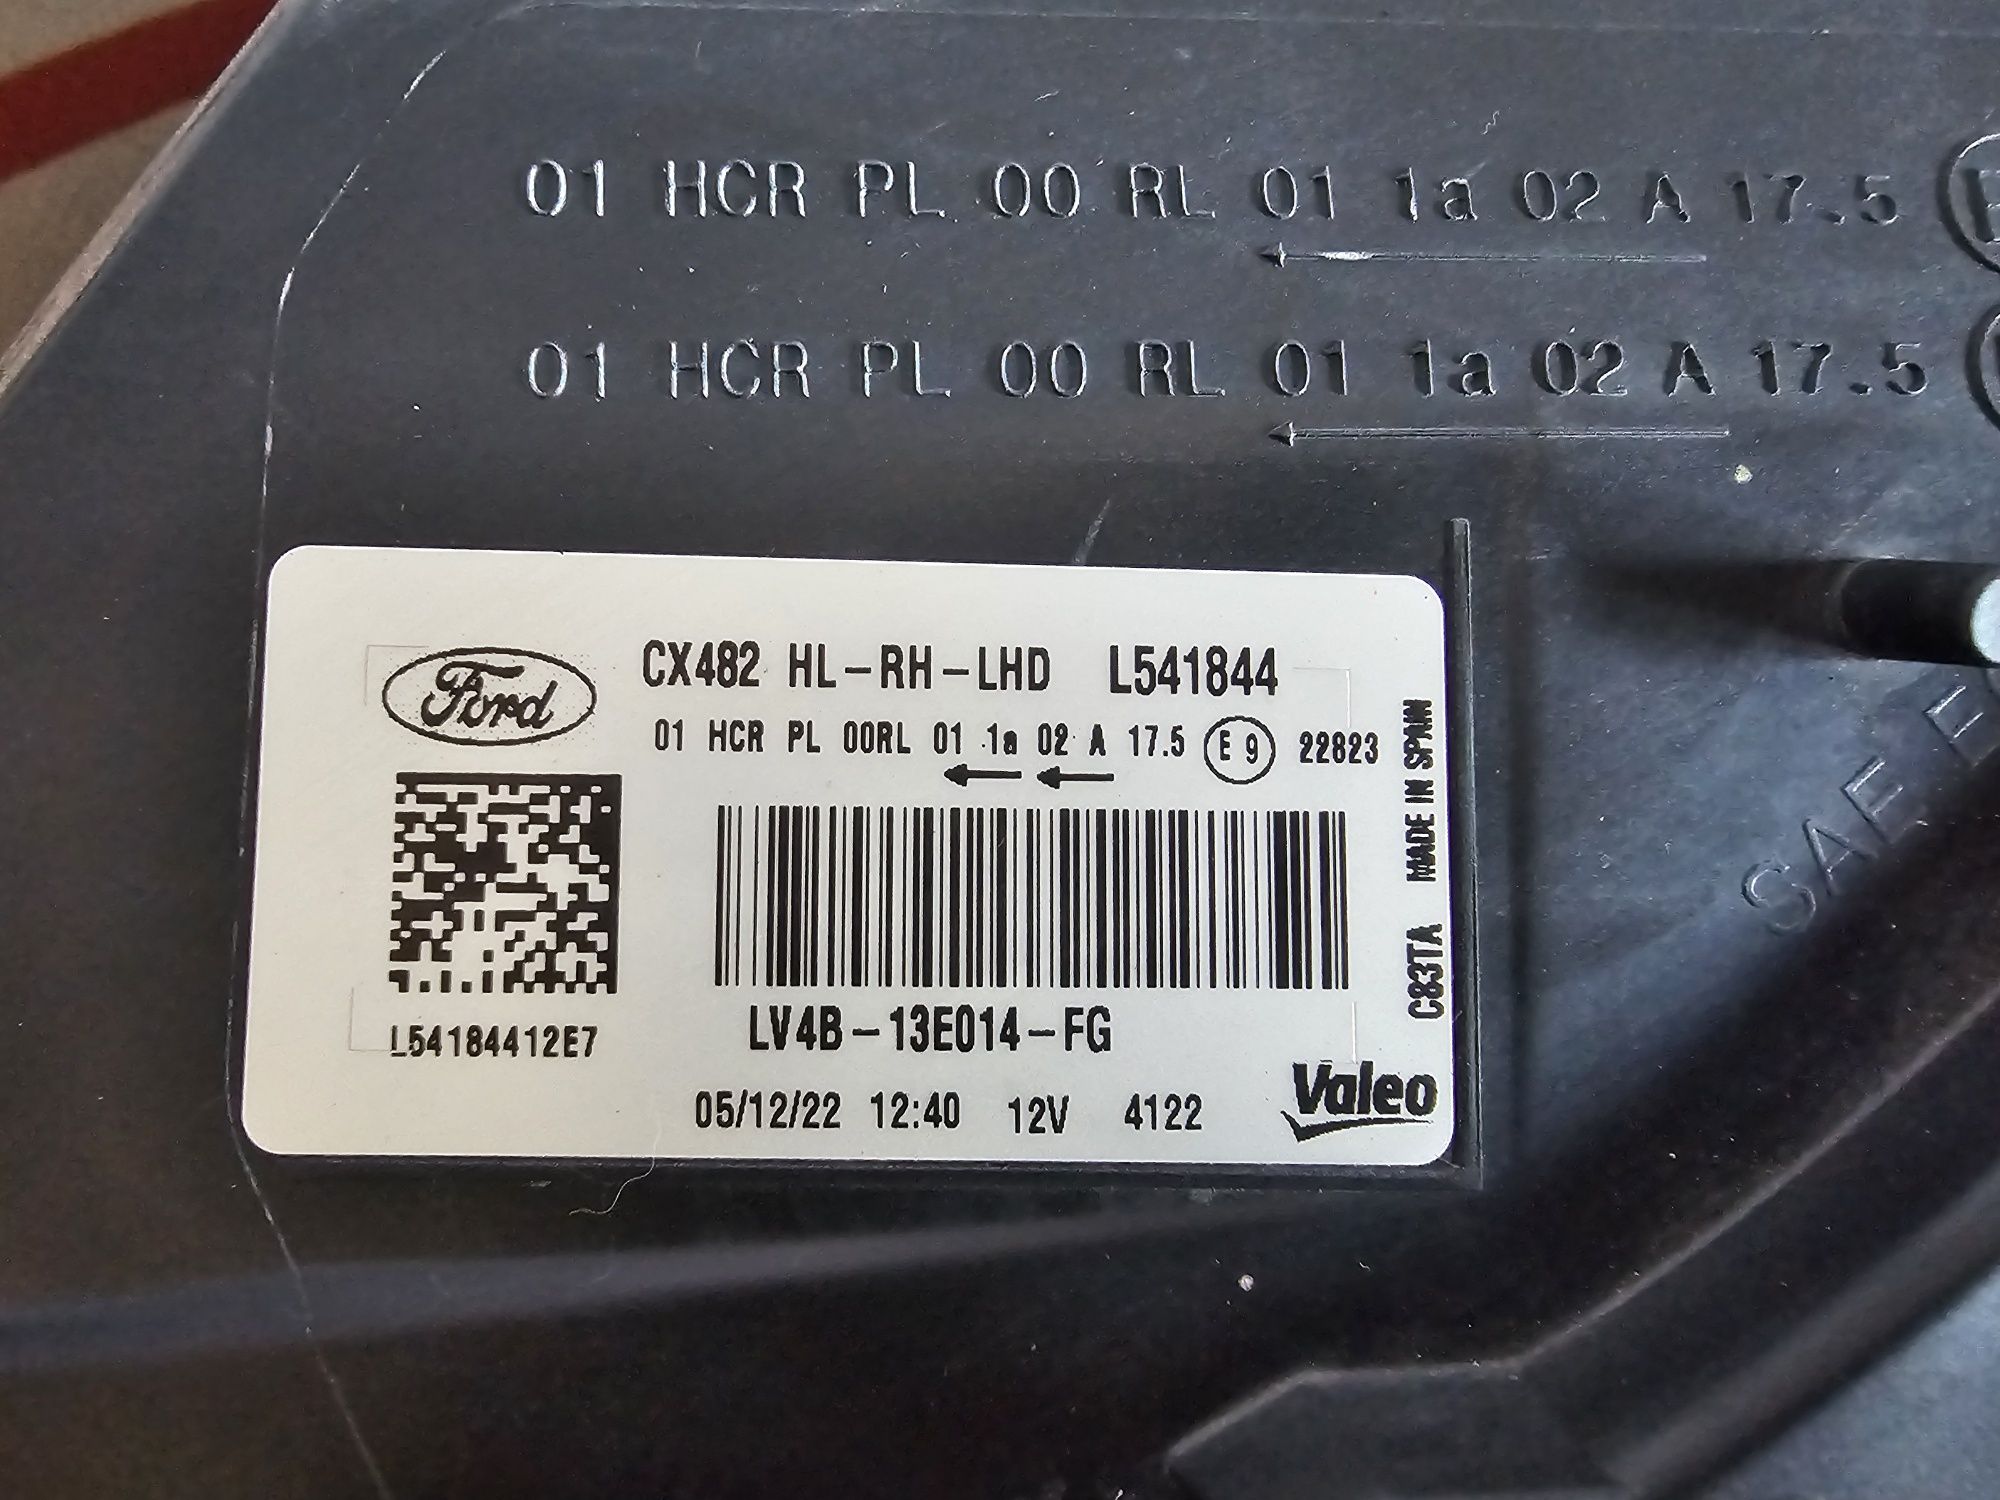 01 HCR PL 00 RL 01 1a 02 A 17.5
01 HCR PL 00 RL 01 1a 02 A 17.5
Ford
CX482 HL-RH-LHD L541844
01 HCR PL 00RL 01 1a 02 A 17.5 E 9 22823
L54184412E7
LV4B-13E014-FG
05/12/22 12:40 12V 4122
Valeo
C83TA MADE IN SPAIN
SAE